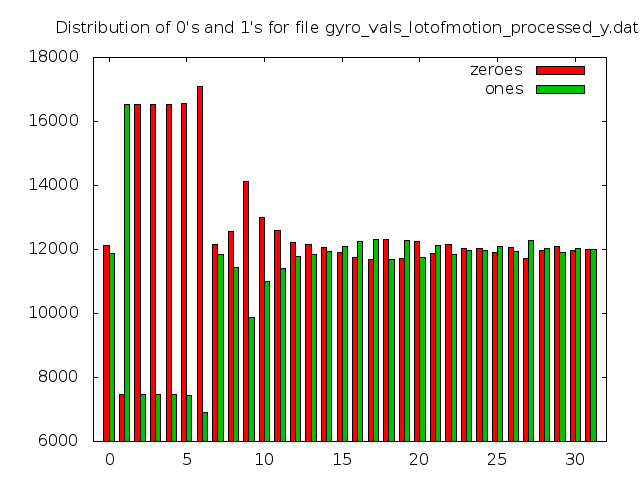 Distribution of 0's and 1's for file gyro_vals_lotofmotion_processed_y.dat
18000
zeroes
ones
16000
14000
12000
10000
8000
6000
0 5 10 15 20 25 30